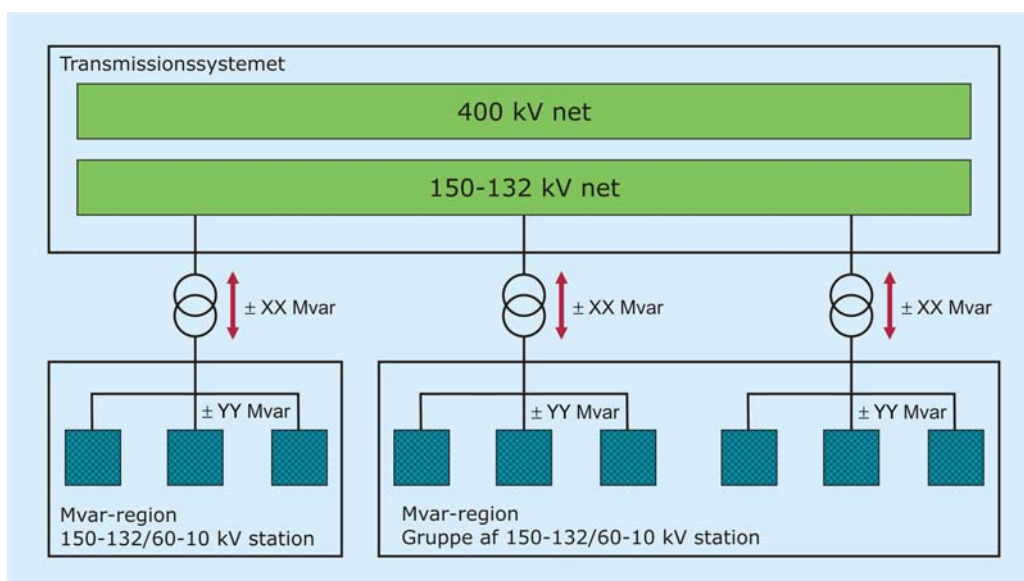 Transmissionssystemet
400 kV net
150-132 kV net
± XX Mvar
± XX Mvar
± XX Mvar
± YY Mvar
± YY Mvar
± YY Mvar
Mvar-region
150-132/60-10 kV station
Mvar-region
Gruppe af 150-132/60-10 kV station